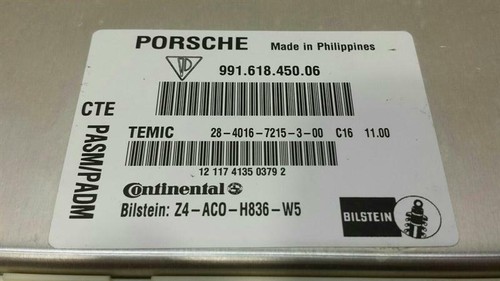 PORSCHE Made in Philippines
991.618.450.06
CTE
PASM/PADM
TEMIC 28-4016-7215-3-00 C16 11.00
12 117 4135 0379 2
Continental
Bilstein: Z4-ACO-H836-W5
BILSTEIN